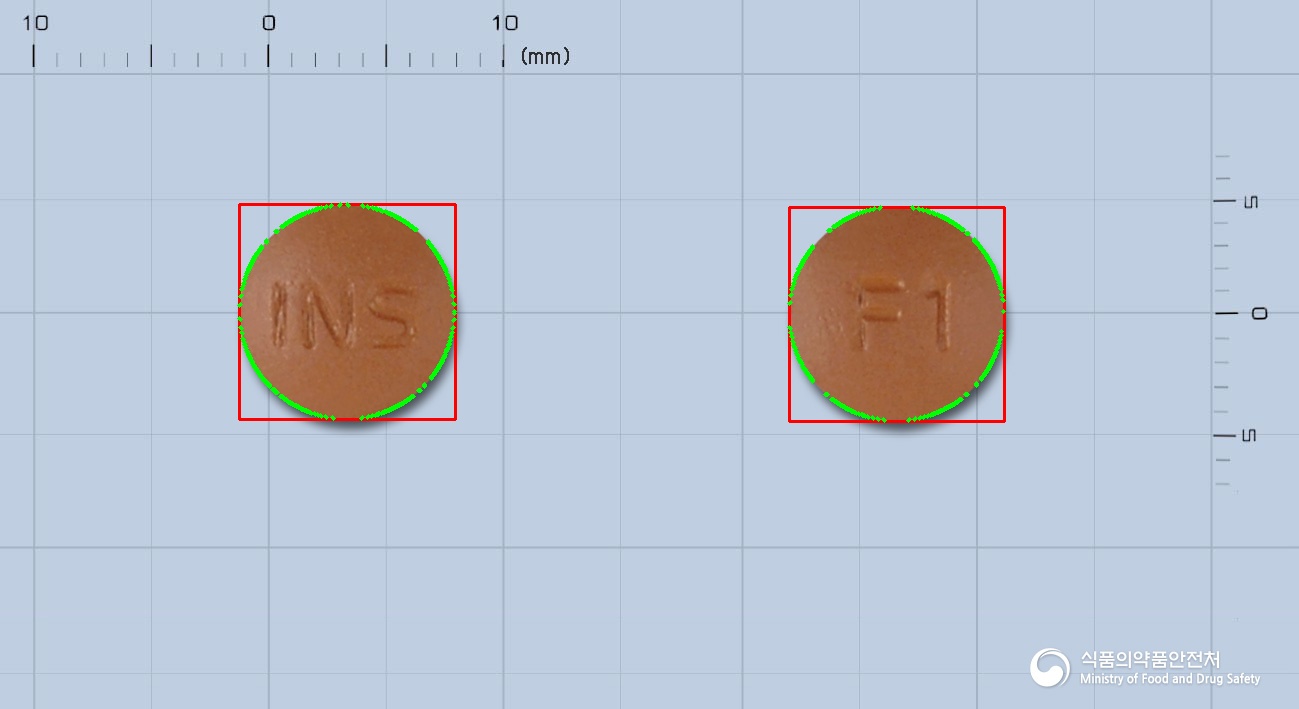 10 0 10
(mm)
INS
F1
5
0
5
식품의약품안전처
Ministry of Food and Drug Safety